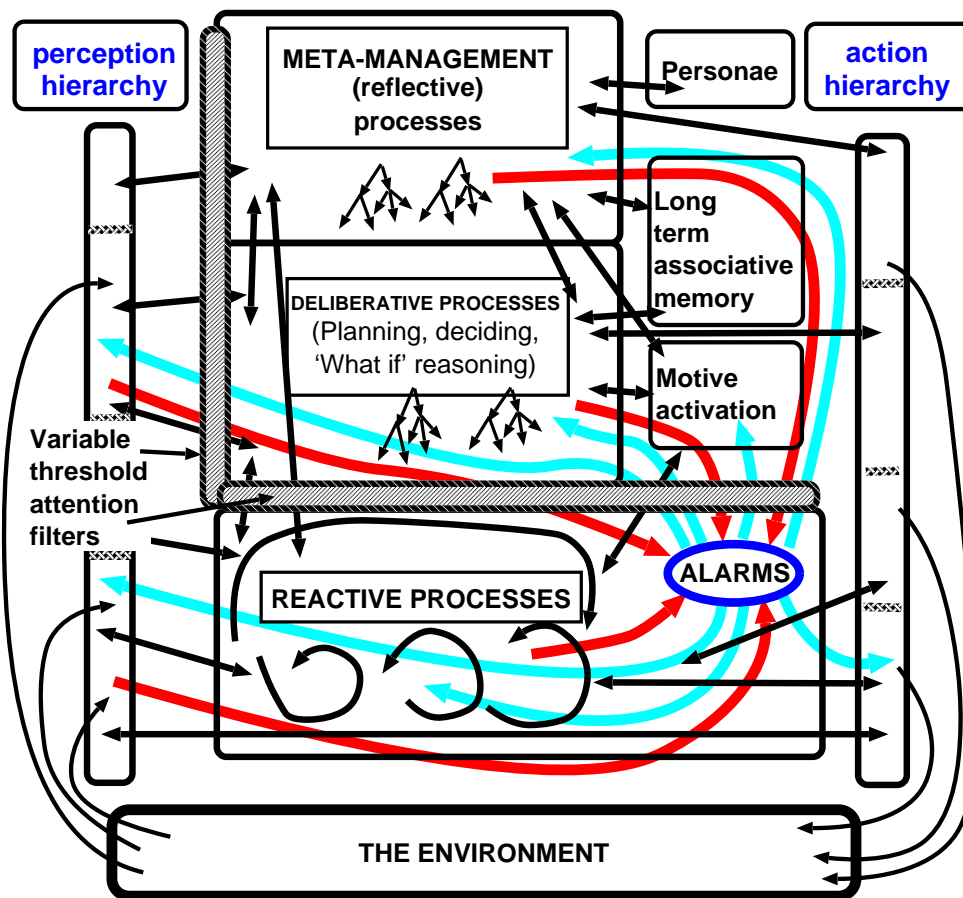 perception
hierarchy
META-MANAGEMENT
(reflective)
processes
Personae
action
hierarchy
Long
term
associative
memory
DELIBERATIVE PROCESSES
(Planning, deciding,
‘What if’ reasoning)
Motive
activation
Variable
threshold
attention
filters
ALARMS
REACTIVE PROCESSES
THE ENVIRONMENT